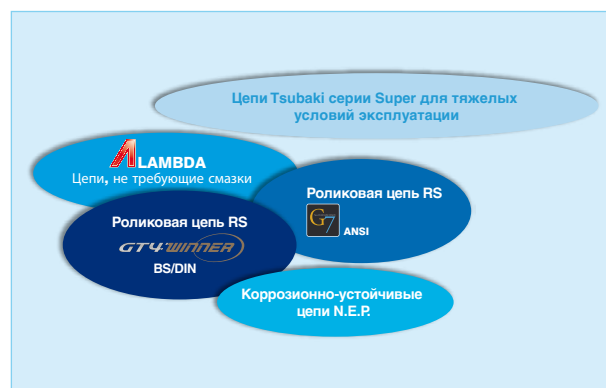 Цепи Tsubaki серии Super для тяжелых
условий эксплуатации
LAMBDA
Цепи, не требующие смазки
Роликовая цепь RS
G7
ANSI
Роликовая цепь RS
GT4 WINNER
BS/DIN
Коррозионно-устойчивые
цепи N.E.P.